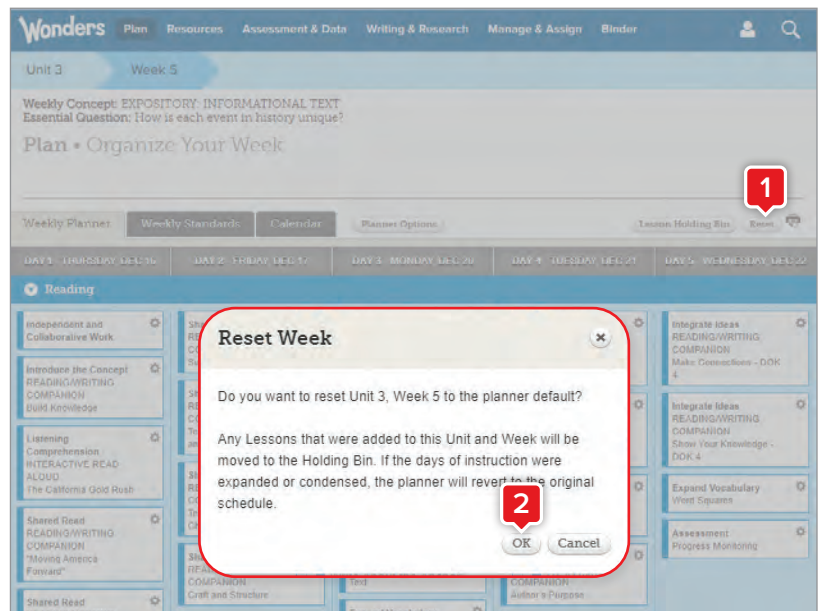 Wonders Plan Resources Assessment & Data Writing & Research Manage & Assign Binder
Unit 3 Week 5
Weekly Concept: EXPOSITORY: INFORMATIONAL TEXT
Essential Question: How is each event in history unique?
Plan • Organize Your Week
1
Weekly Planner Weekly Standards Calendar Planner Options Lesson Holding Bin Reset
DAY 1 THURSDAY, DEC 16 DAY 2 FRIDAY, DEC 17 DAY 3 MONDAY, DEC 20 DAY 4 TUESDAY, DEC 21 DAY 5 WEDNESDAY, DEC 22
Reading
Independent and
Collaborative Work
Introduce the Concept
READING/WRITING
COMPANION
Build Knowledge
Listening
Comprehension
INTERACTIVE READ
ALOUD
The California Gold Rush
Shared Read
READING/WRITING
COMPANION
"Moving America
Forward"
Shared Read
Reset Week
Do you want to reset Unit 3, Week 5 to the planner default?
Any Lessons that were added to this Unit and Week will be
moved to the Holding Bin. If the days of instruction were
expanded or condensed, the planner will revert to the original
schedule.
2
OK Cancel
COMPANION
Craft and Structure
Text
COMPANION
Author's Purpose
Integrate Ideas
READING/WRITING
COMPANION
Make Connections - DOK
4
Integrate Ideas
READING/WRITING
COMPANION
Show Your Knowledge -
DOK 4
Expand Vocabulary
Word Squares
Assessment
Progress Monitoring